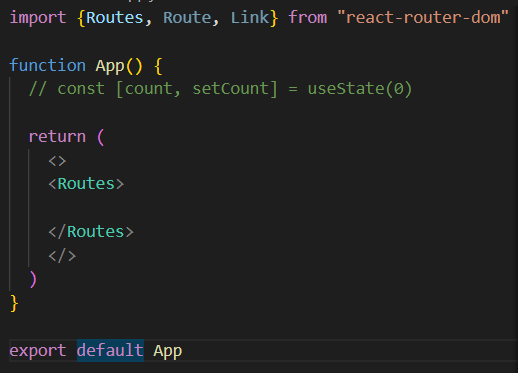 import {Routes, Route, Link} from "react-router-dom"
function App() {
// const [count, setCount] = useState(0)
return (
<>
<Routes>
</Routes>
</>
)
}
export default App